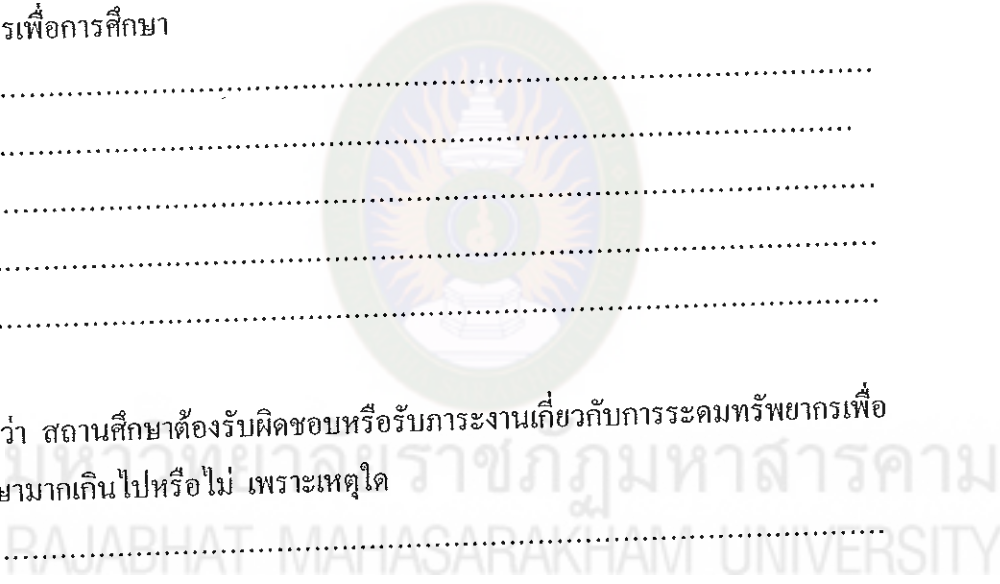 รเพื่อการศึกษา
................................................................................
................................................................................
................................................................................
................................................................................
................................................................................
ว่า สถานศึกษาต้องรับผิดชอบหรือรับภาระงานเกี่ยวกับการระดมทรัพยากรเพื่อ
ษามากเกินไปหรือไม่ เพราะเหตุใด
................................................................................
มหาวิทยาลัยราชภัฏมหาสารคาม
RAJABHAT MAHASARAKHAM UNIVERSITY